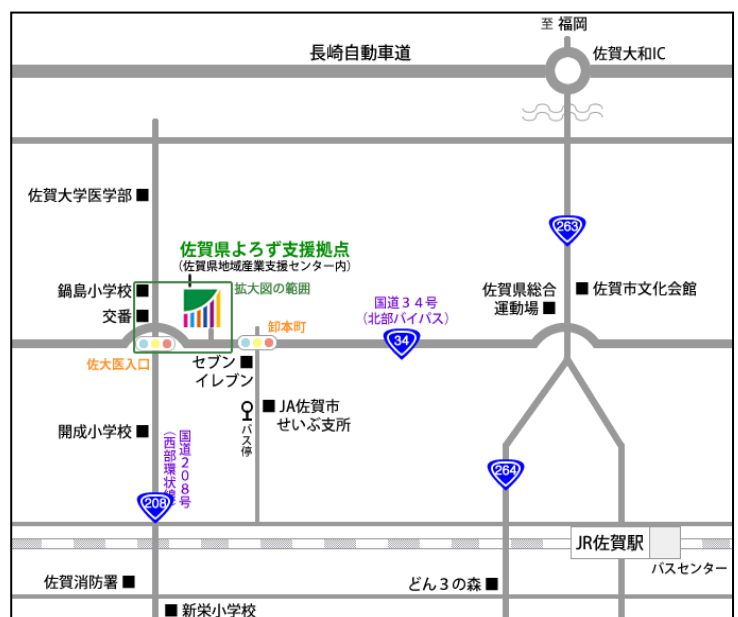 至 福岡
長崎自動車道
佐賀大和IC
佐賀大学医学部
263
佐賀県よろず支援拠点
(佐賀県地域産業支援センター内)
鍋島小学校
拡大図の範囲
交番
国道34号
(北部バイパス)
佐賀県総合
運動場
佐賀市文化会館
卸本町
34
佐大医入口
セブン
イレブン
JA佐賀市
せいぶ支所
バス停
開成小学校
国道208号
(西部環状線)
208
264
JR佐賀駅
バスセンター
佐賀消防署
どん3の森
新栄小学校